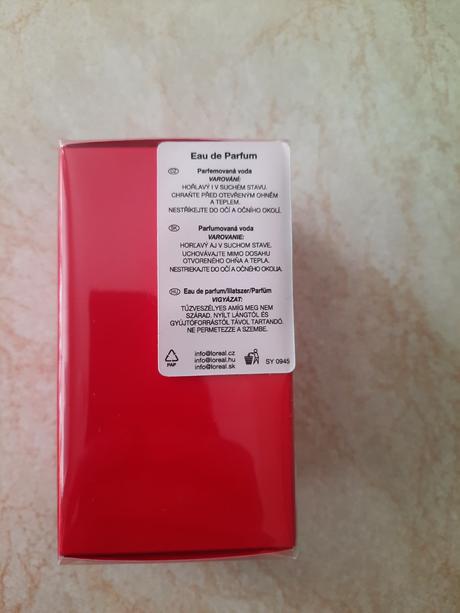 Eau de Parfum
CZ Parfemovaná voda
VAROVÁNÍ:
HOŘLAVÝ I V SUCHÉM STAVU.
CHRAŇTE PŘED OTEVŘENÝM OHNĚM
A TEPLEM.
NESTŘÍKEJTE DO OČÍ A OČNÍHO OKOLÍ.
SK Parfumovaná voda
VAROVANIE:
HORĽAVÝ AJ V SUCHOM STAVE.
UCHOVÁVAJTE MIMO DOSAHU
OTVORENÉHO OHŇA A TEPLA.
NESTRIEKAJTE DO OČÍ A OČNÉHO OKOLIA.
HU Eau de parfum/Illatszer/Parfüm
VIGYÁZAT:
TŰZVESZÉLYES AMÍG MEG NEM
SZÁRAD. NYÍLT LÁNGTÓL ÉS
GYÚJTÓFORRÁSTÓL TÁVOL TARTANDÓ.
NE PERMETEZZE A SZEMBE.
PAP
info@loreal.cz
info@loreal.hu
info@loreal.sk
SY 0945